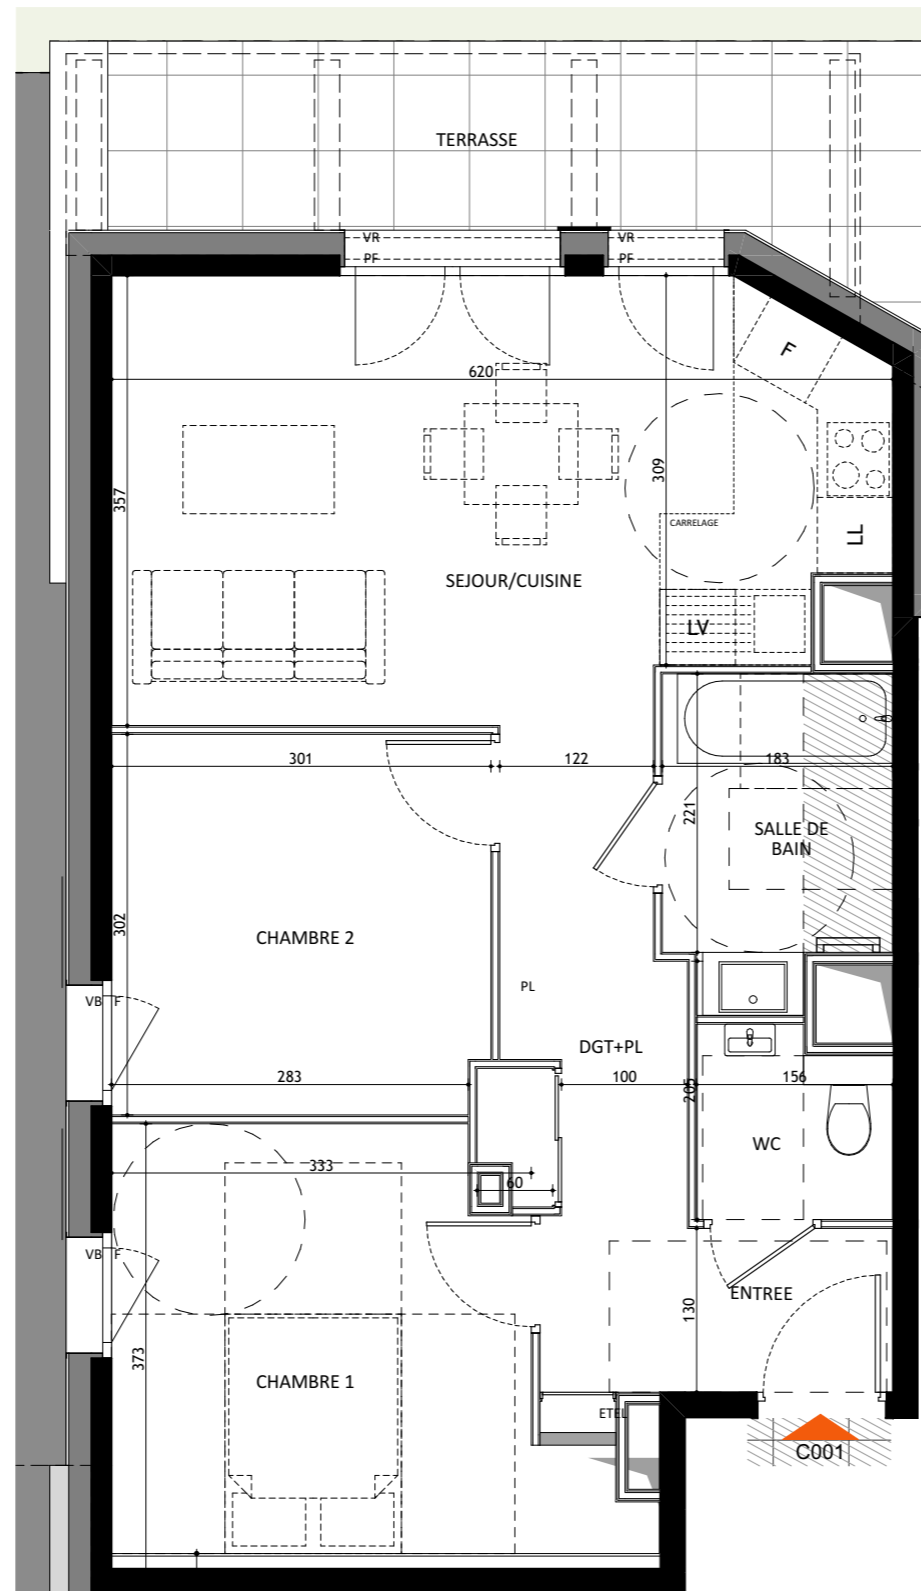 TERRASSE
VR
VR
PF
PF
F
620
309
357
CARRELAGE
LL
SEJOUR/CUISINE
LV
301
122
183
221
SALLE DE
BAIN
302
CHAMBRE 2
PL
VB F
DGT+PL
283
100
205
156
WC
333
60
VB F
ENTREE
130
373
CHAMBRE 1
ETEL
C001